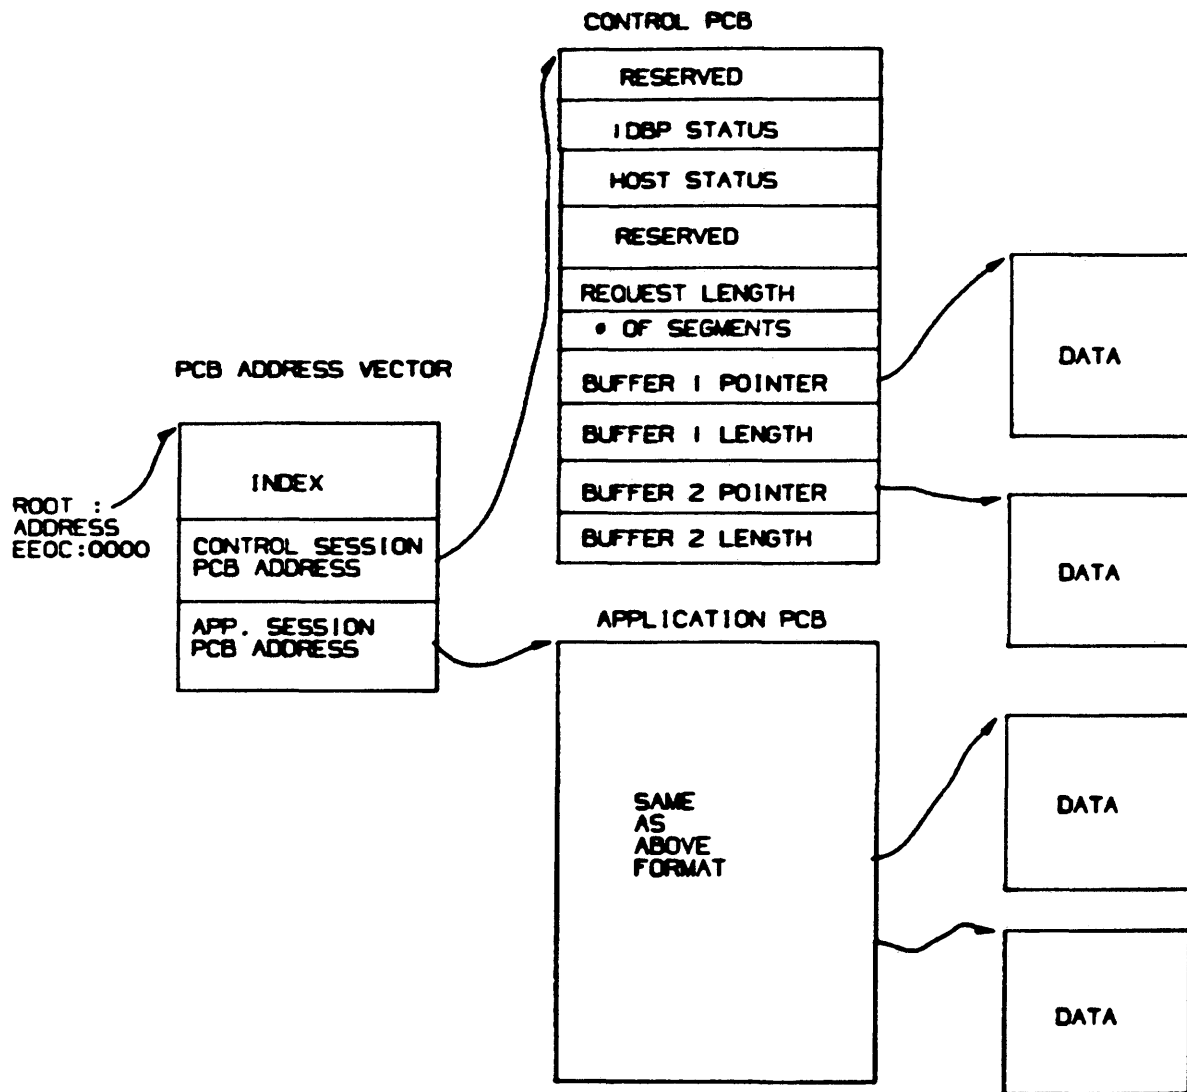 CONTROL PCB
RESERVED
IDBP STATUS
HOST STATUS
RESERVED
REQUEST LENGTH
# OF SEGMENTS
BUFFER 1 POINTER
BUFFER 1 LENGTH
BUFFER 2 POINTER
BUFFER 2 LENGTH
DATA
DATA
PCB ADDRESS VECTOR
INDEX
CONTROL SESSION
PCB ADDRESS
APP. SESSION
PCB ADDRESS
ROOT :
ADDRESS
EE0C:0000
APPLICATION PCB
SAME
AS
ABOVE
FORMAT
DATA
DATA